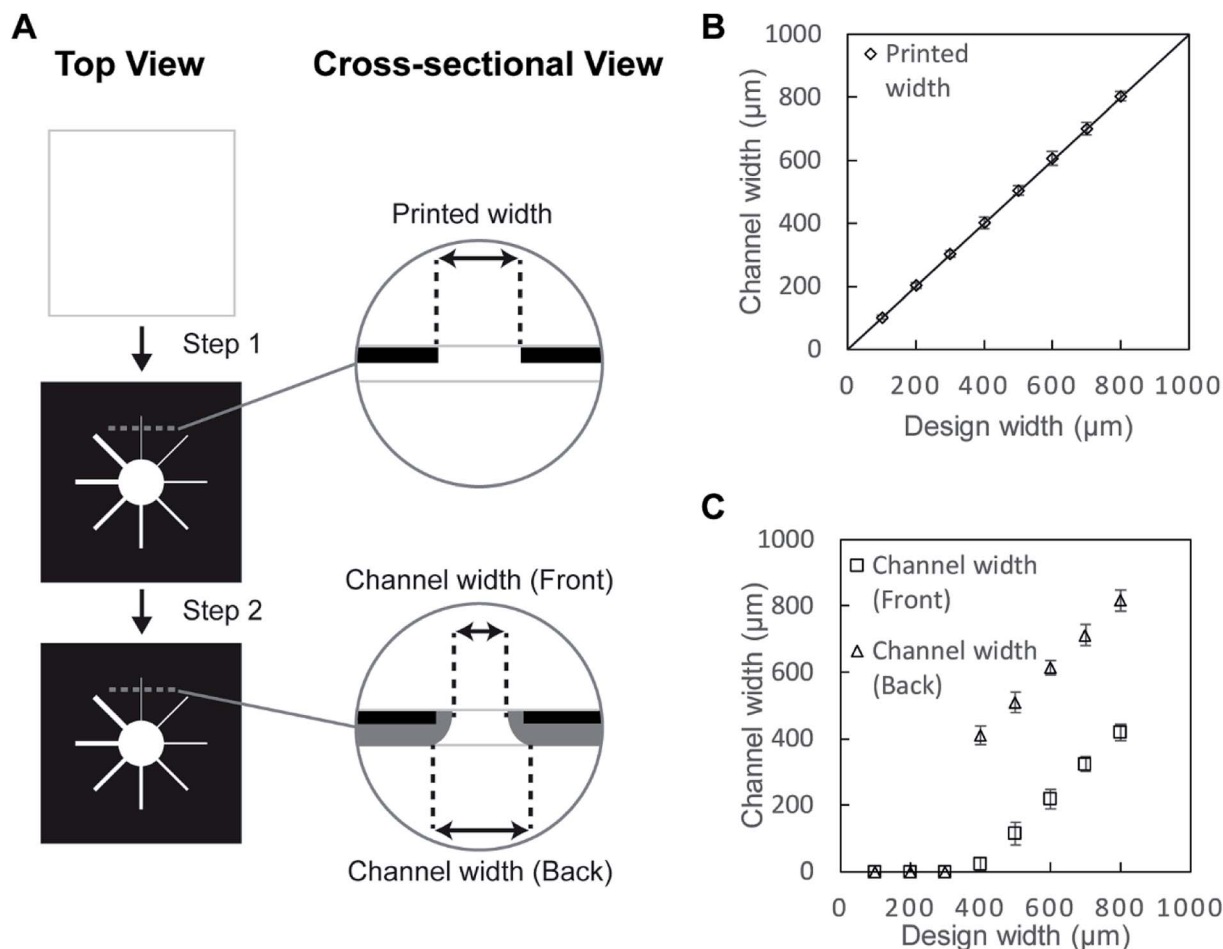 A
Top View
Cross-sectional View
Printed width
Step 1
Step 2
Channel width (Front)
Channel width (Back)
B
Channel width (µm)
1000
800
600
400
200
0
Printed
width
0 200 400 600 800 1000
Design width (µm)
C
Channel width (µm)
1000
800
600
400
200
0
Channel width
(Front)
Channel width
(Back)
0 200 400 600 800 1000
Design width (µm)